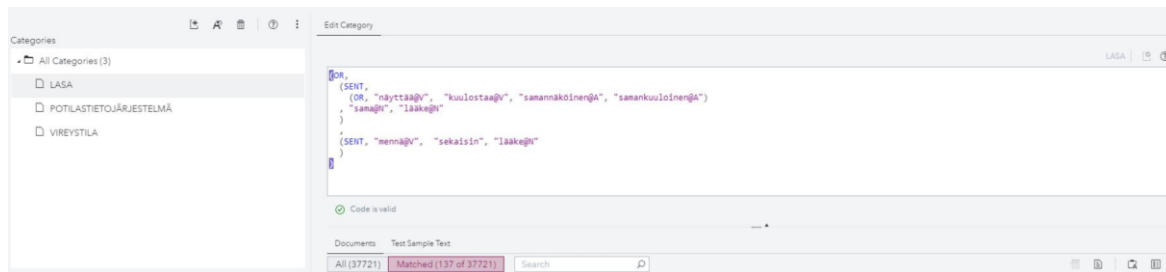 Edit Category
Categories
All Categories (3)
LASA
LASA
POTILASTIETOJÄRJESTELMÄ
VIREYSTILA
(OR,
(SENT,
(OR, "näyttää@V", "kuulostaa@V", "samannäköinen@A", "samankuuloinen@A")
, "sama@N", "lääke@N"
)
,
(SENT, "mennä@V", "sekaisin", "lääke@N"
)
)
Code is valid
Documents Test Sample Text
All (37721) Matched (137 of 37721) Search